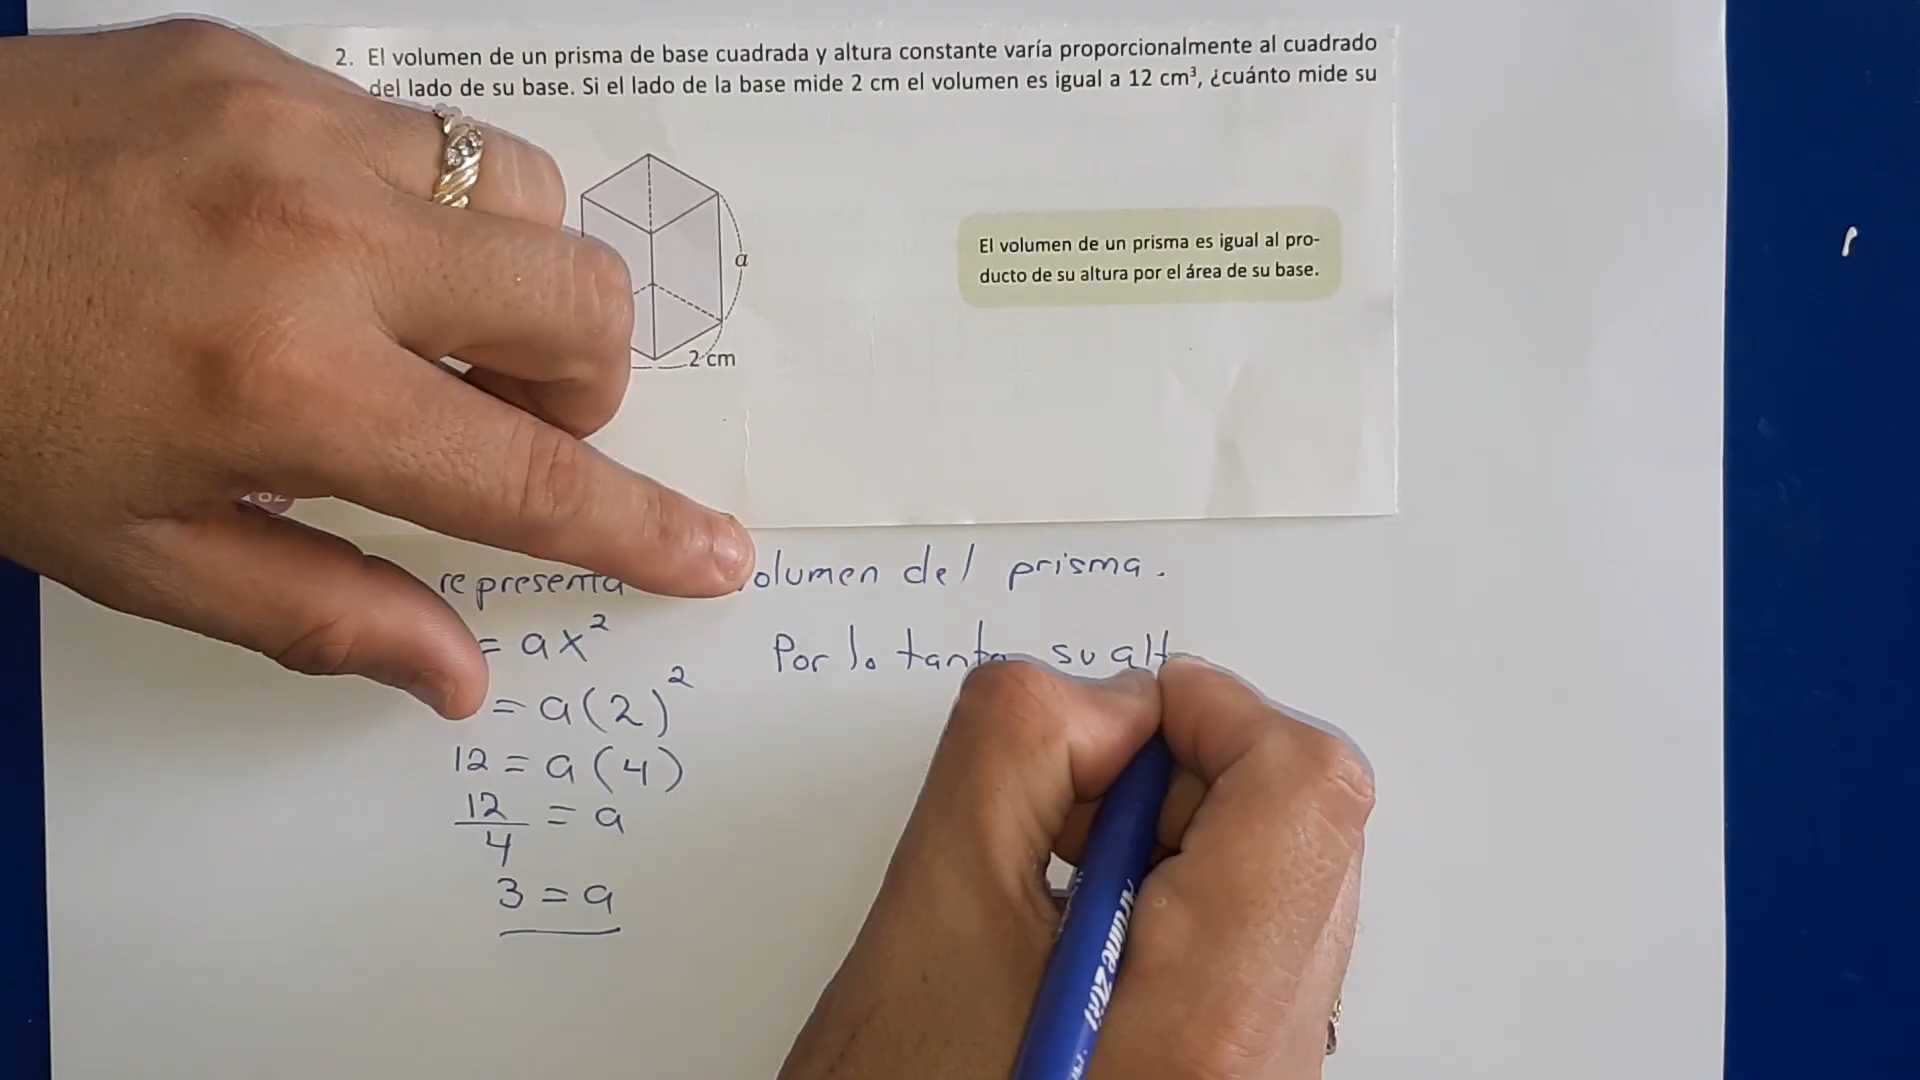 2. El volumen de un prisma de base cuadrada y altura constante varía proporcionalmente al cuadrado
del lado de su base. Si el lado de la base mide 2 cm el volumen es igual a 12 cm³, ¿cuánto mide su
a
2 cm
El volumen de un prisma es igual al pro-
ducto de su altura por el área de su base.
representa olumen del prisma.
= ax²
Por lo tanto su alt
= a(2)²
12 = a(4)
12/4 = a
3 = a